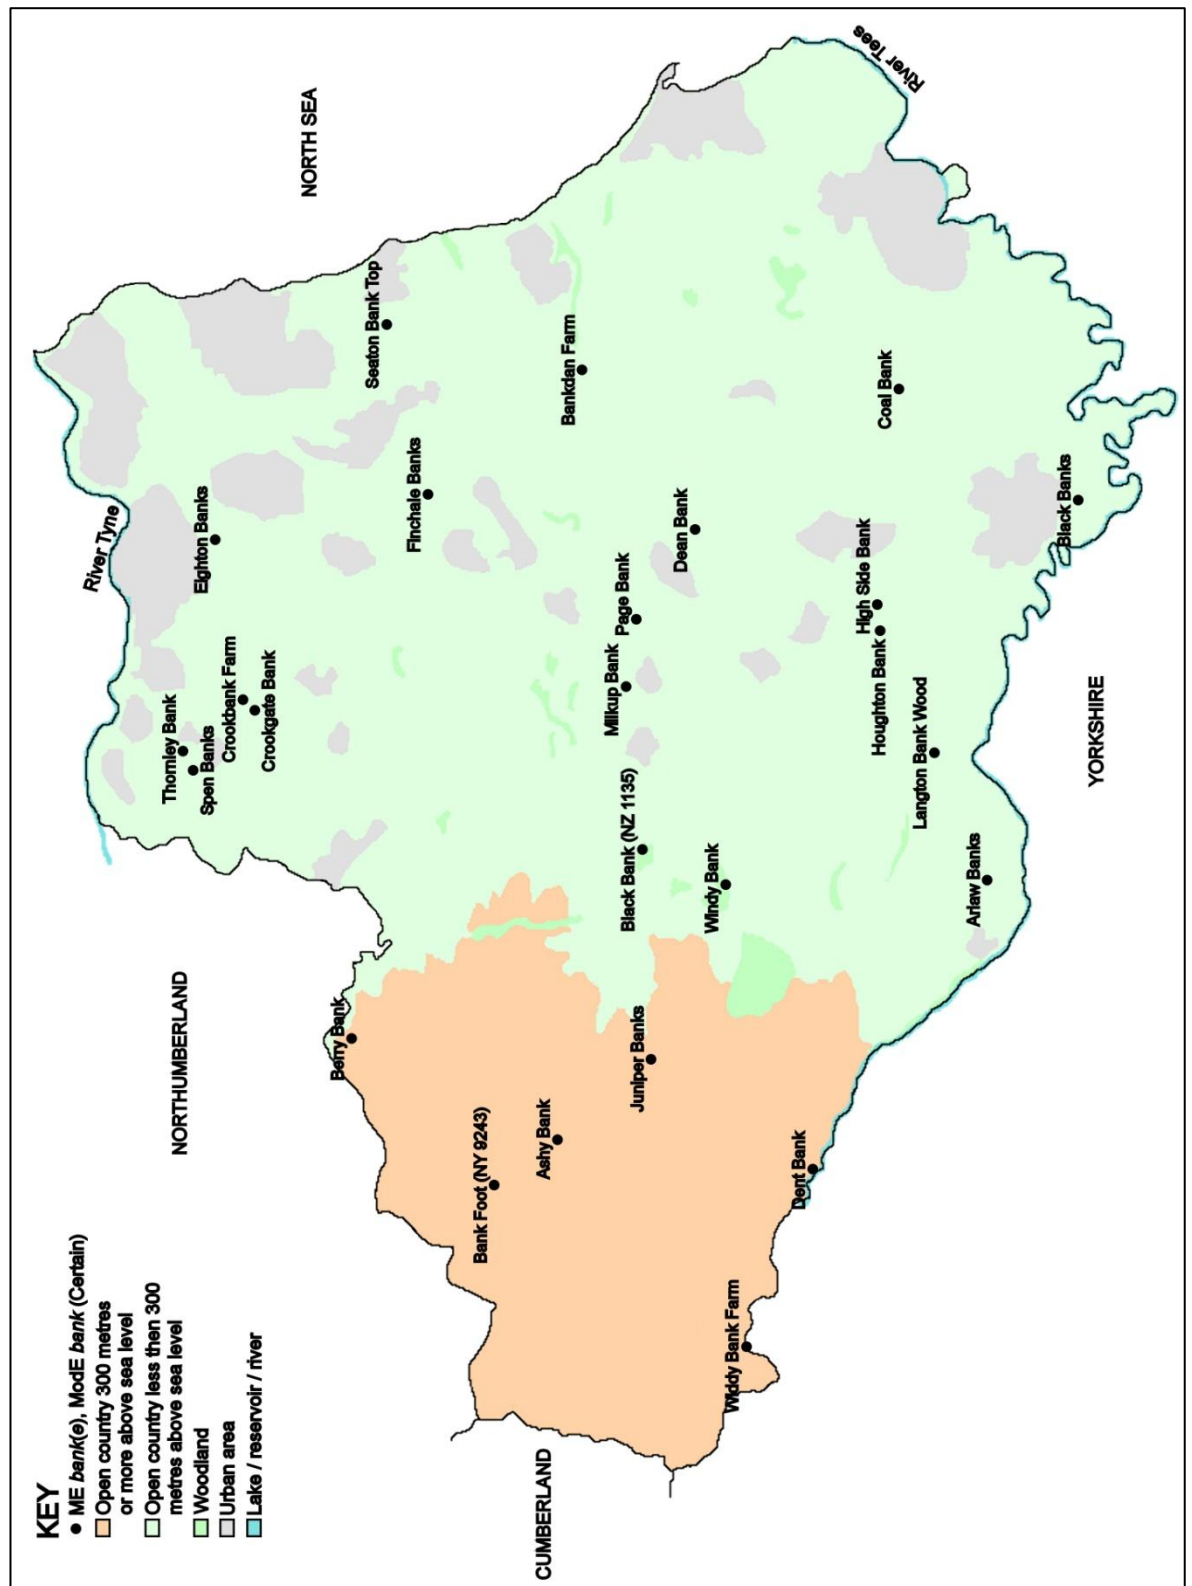 KEY
ME bank(e), ModE bank (Certain)
Open country 300 metres
or more above sea level
Open country less then 300
metres above sea level
Woodland
Urban area
Lake / reservoir / river
NORTHUMBERLAND
NORTH SEA
CUMBERLAND
YORKSHIRE
River Tyne
River Tees
Thornley Bank
Spen Banks
Crookbank Farm
Crookgate Bank
Eighton Banks
Seaton Bank Top
Finchale Banks
Berry Bank
Bank Foot (NY 9243)
Ashy Bank
Juniper Banks
Black Bank (NZ 1135)
Milkup Bank
Page Bank
Dean Bank
Bankdan Farm
Windy Bank
Widdy Bank Farm
Dent Bank
Houghton Bank
High Side Bank
Coal Bank
Langton Bank Wood
Arlaw Banks
Black Banks